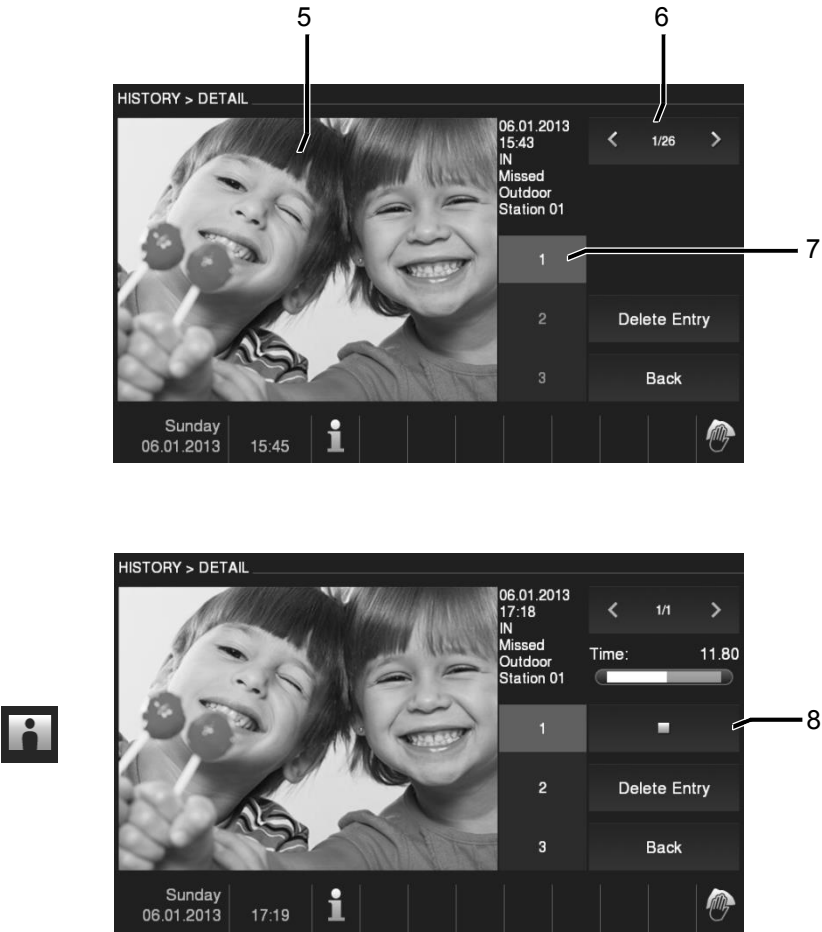 5
6
HISTORY > DETAIL
06.01.2013
15:43
IN
Missed
Outdoor
Station 01
< 1/26 >
1
7
2
Delete Entry
3
Back
Sunday
06.01.2013
15:45
HISTORY > DETAIL
06.01.2013
17:18
IN
Missed
Outdoor
Station 01
< 1/1 >
Time: 11.80
1
8
2
Delete Entry
3
Back
Sunday
06.01.2013
17:19